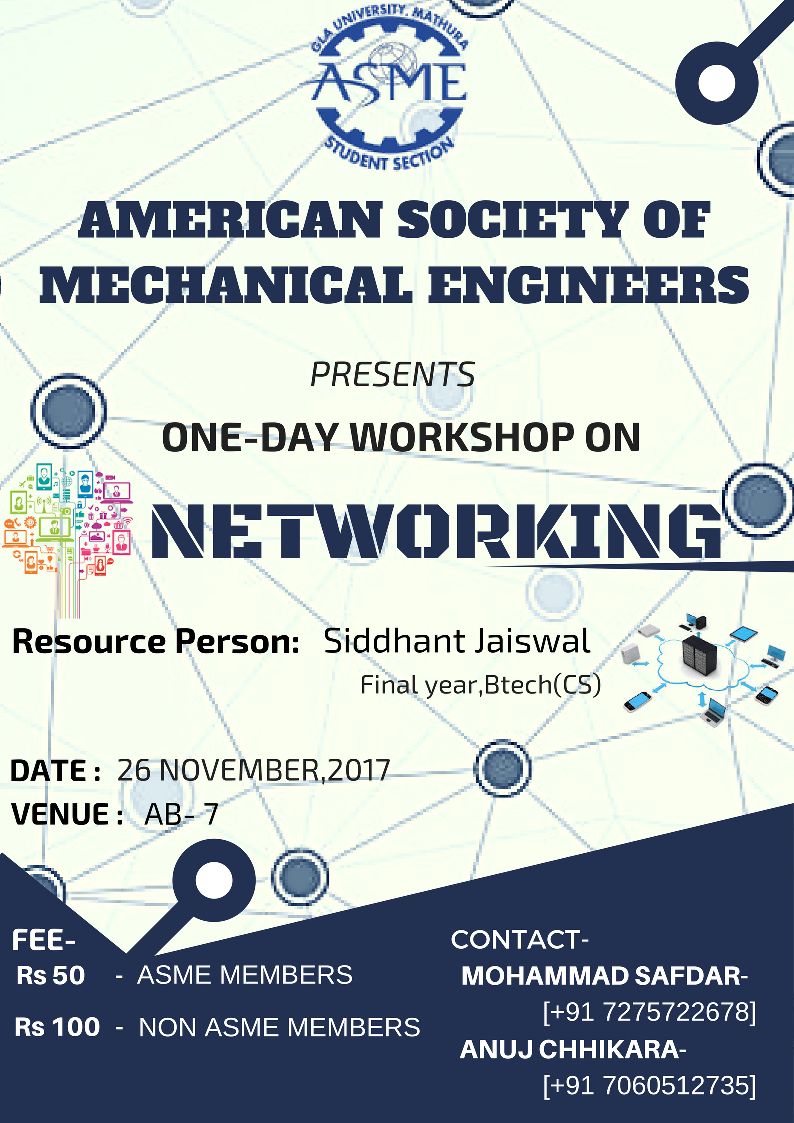 GLA UNIVERSITY, MATHURA
ASME
STUDENT SECTION
AMERICAN SOCIETY OF
MECHANICAL ENGINEERS
PRESENTS
ONE-DAY WORKSHOP ON
NETWORKING
Resource Person: Siddhant Jaiswal
Final year,Btech(CS)
DATE : 26 NOVEMBER,2017
VENUE : AB- 7
FEE-
Rs 50 - ASME MEMBERS
Rs 100 - NON ASME MEMBERS
CONTACT-
MOHAMMAD SAFDAR-
[+91 7275722678]
ANUJ CHHIKARA-
[+91 7060512735]